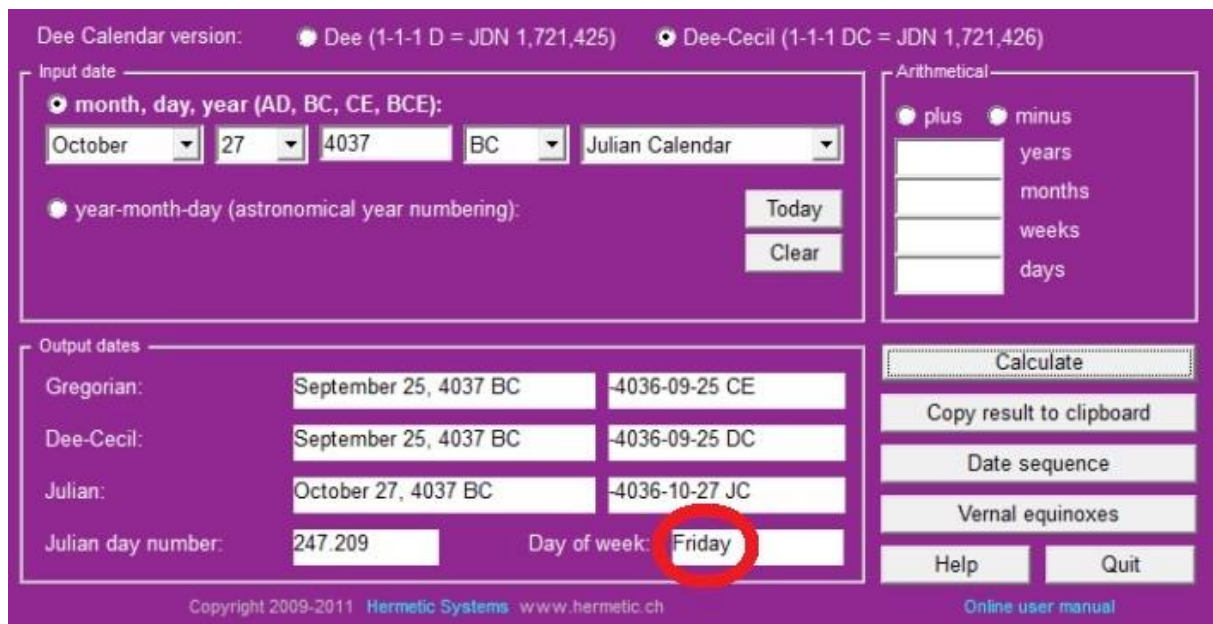 Dee Calendar version: Dee (1-1-1 D = JDN 1,721,425) Dee-Cecil (1-1-1 DC = JDN 1,721,426)
Input date
month, day, year (AD, BC, CE, BCE):
October 27 4037 BC Julian Calendar
year-month-day (astronomical year numbering):
Today
Clear
Arithmetical
plus minus
years
months
weeks
days
Output dates
Gregorian: September 25, 4037 BC -4036-09-25 CE
Dee-Cecil: September 25, 4037 BC -4036-09-25 DC
Julian: October 27, 4037 BC -4036-10-27 JC
Julian day number: 247.209 Day of week: Friday
Calculate
Copy result to clipboard
Date sequence
Vernal equinoxes
Help Quit
Copyright 2009-2011 Hermetic Systems www.hermetic.ch Online user manual